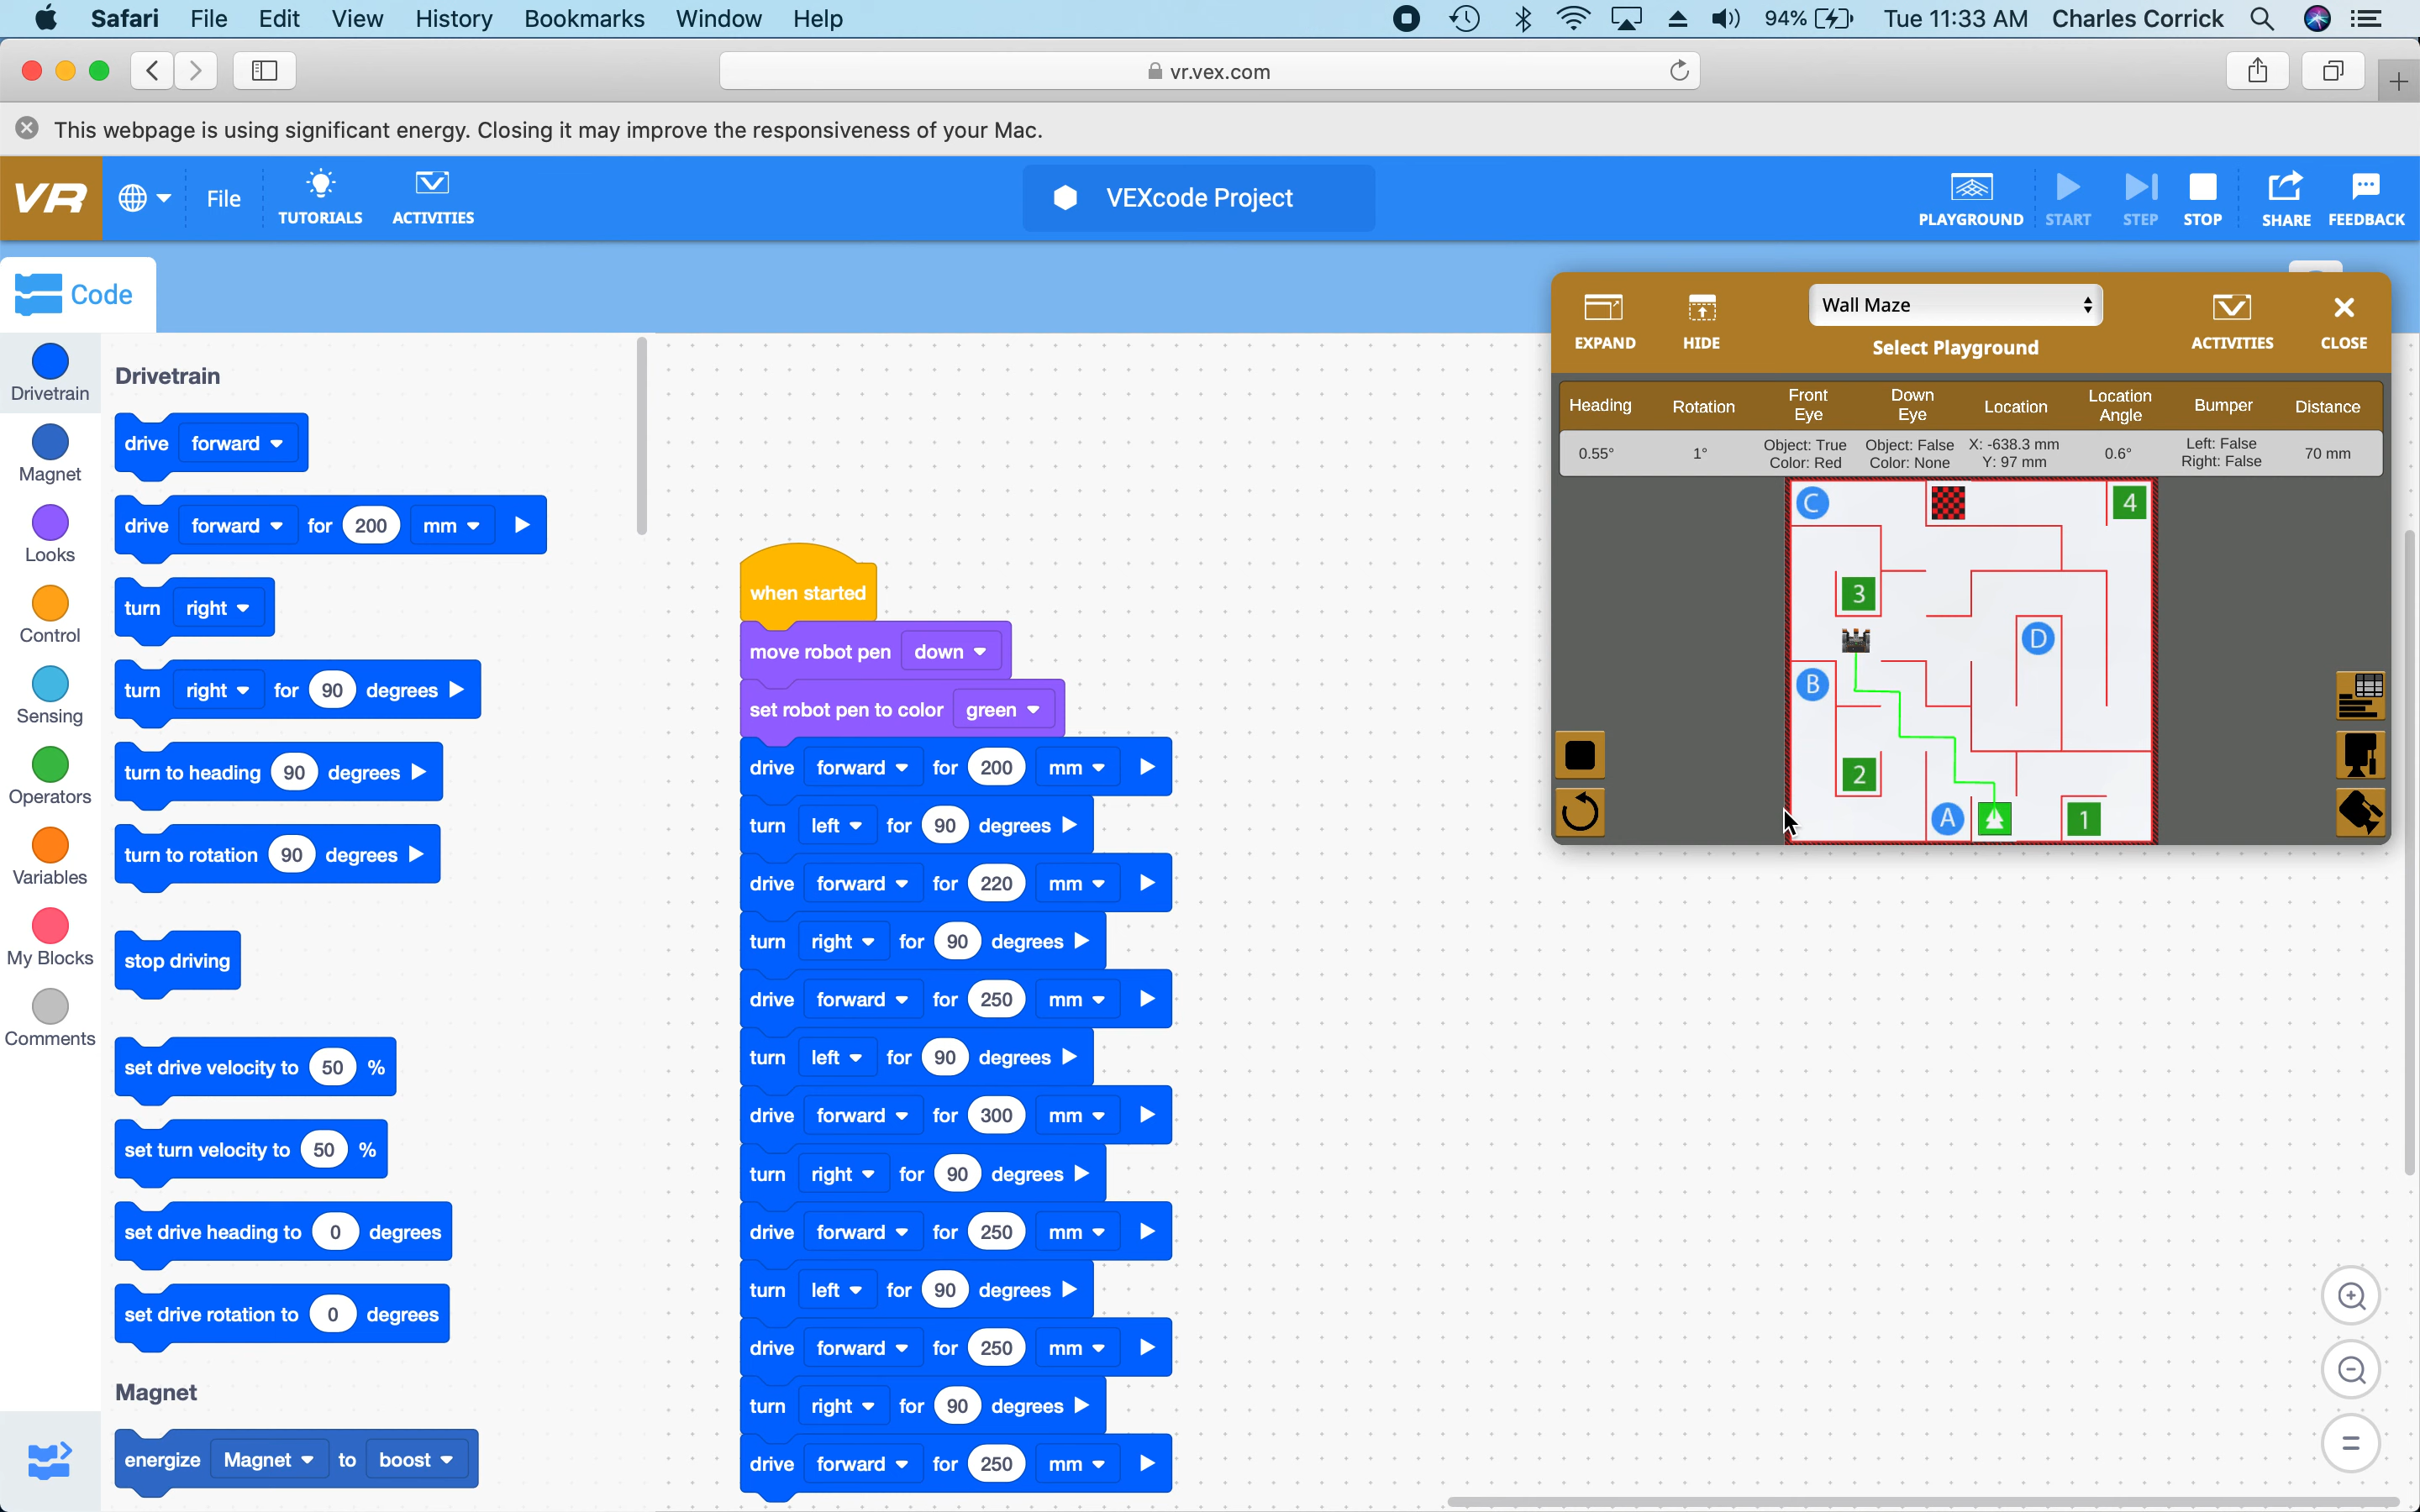 Safari File Edit View History Bookmarks Window Help 94% Tue 11:33 AM Charles Corrick
vr.vex.com
This webpage is using significant energy. Closing it may improve the responsiveness of your Mac.
VR File TUTORIALS ACTIVITIES VEXcode Project PLAYGROUND START STEP STOP SHARE FEEDBACK
Code
Drivetrain
Magnet
Looks
Control
Sensing
Operators
Variables
My Blocks
Comments
Drivetrain
drive forward
drive forward for 200 mm
turn right
turn right for 90 degrees
turn to heading 90 degrees
turn to rotation 90 degrees
stop driving
set drive velocity to 50 %
set turn velocity to 50 %
set drive heading to 0 degrees
set drive rotation to 0 degrees
Magnet
energize Magnet to boost
when started
move robot pen down
set robot pen to color green
drive forward for 200 mm
turn left for 90 degrees
drive forward for 220 mm
turn right for 90 degrees
drive forward for 250 mm
turn left for 90 degrees
drive forward for 300 mm
turn right for 90 degrees
drive forward for 250 mm
turn left for 90 degrees
drive forward for 250 mm
turn right for 90 degrees
drive forward for 250 mm
EXPAND HIDE Wall Maze ACTIVITIES CLOSE
Select Playground
Heading Rotation Front Eye Down Eye Location Location Angle Bumper Distance
0.55° 1° Object: True Object: False X: -638.3 mm 0.6° Left: False 70 mm
Color: Red Color: None Y: 97 mm Right: False
C 4
3
D
B
2
A 1